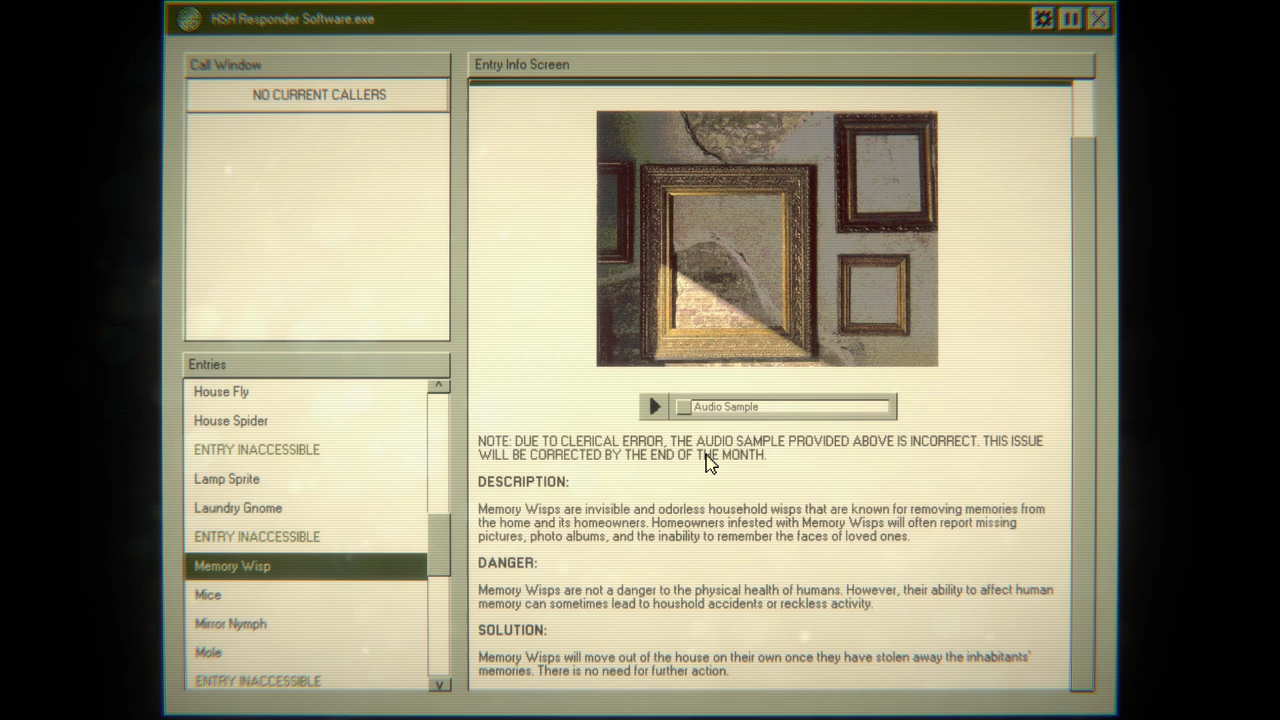 HSH Responder Software.exe
Call Window
NO CURRENT CALLERS
Entries
House Fly
House Spider
ENTRY INACCESSIBLE
Lamp Sprite
Laundry Gnome
ENTRY INACCESSIBLE
Memory Wisp
Mice
Mirror Nymph
Mole
ENTRY INACCESSIBLE
Entry Info Screen
Audio Sample
NOTE: DUE TO CLERICAL ERROR, THE AUDIO SAMPLE PROVIDED ABOVE IS INCORRECT. THIS ISSUE
WILL BE CORRECTED BY THE END OF THE MONTH.
DESCRIPTION:
Memory Wisps are invisible and odorless household wisps that are known for removing memories from
the home and its homeowners. Homeowners infested with Memory Wisps will often report missing
pictures, photo albums, and the inability to remember the faces of loved ones.
DANGER:
Memory Wisps are not a danger to the physical health of humans. However, their ability to affect human
memory can sometimes lead to houshold accidents or reckless activity.
SOLUTION:
Memory Wisps will move out of the house on their own once they have stolen away the inhabitants'
memories. There is no need for further action.